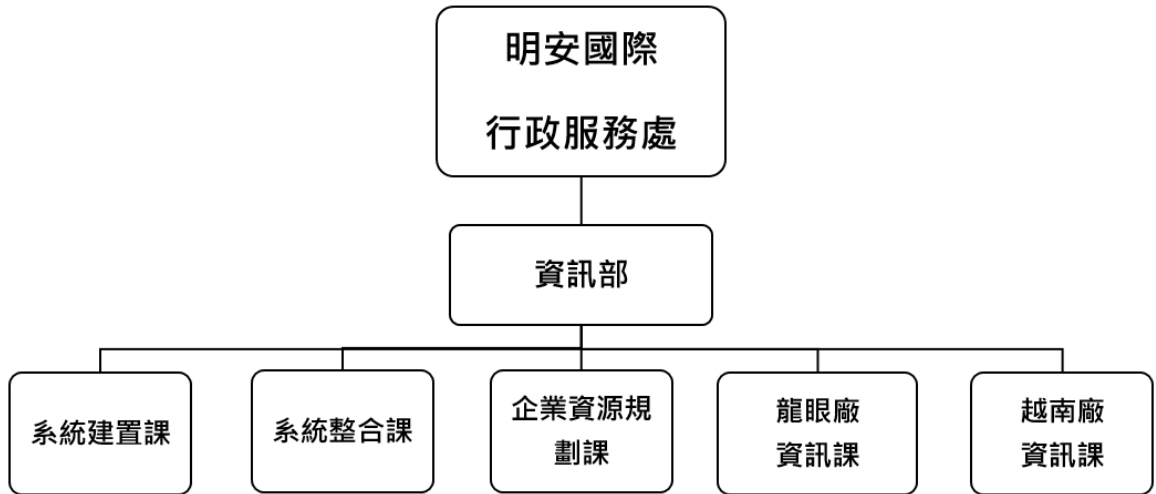 明安國際
行政服務處
資訊部
系統建置課
系統整合課
企業資源規
劃課
龍眼廠
資訊課
越南廠
資訊課